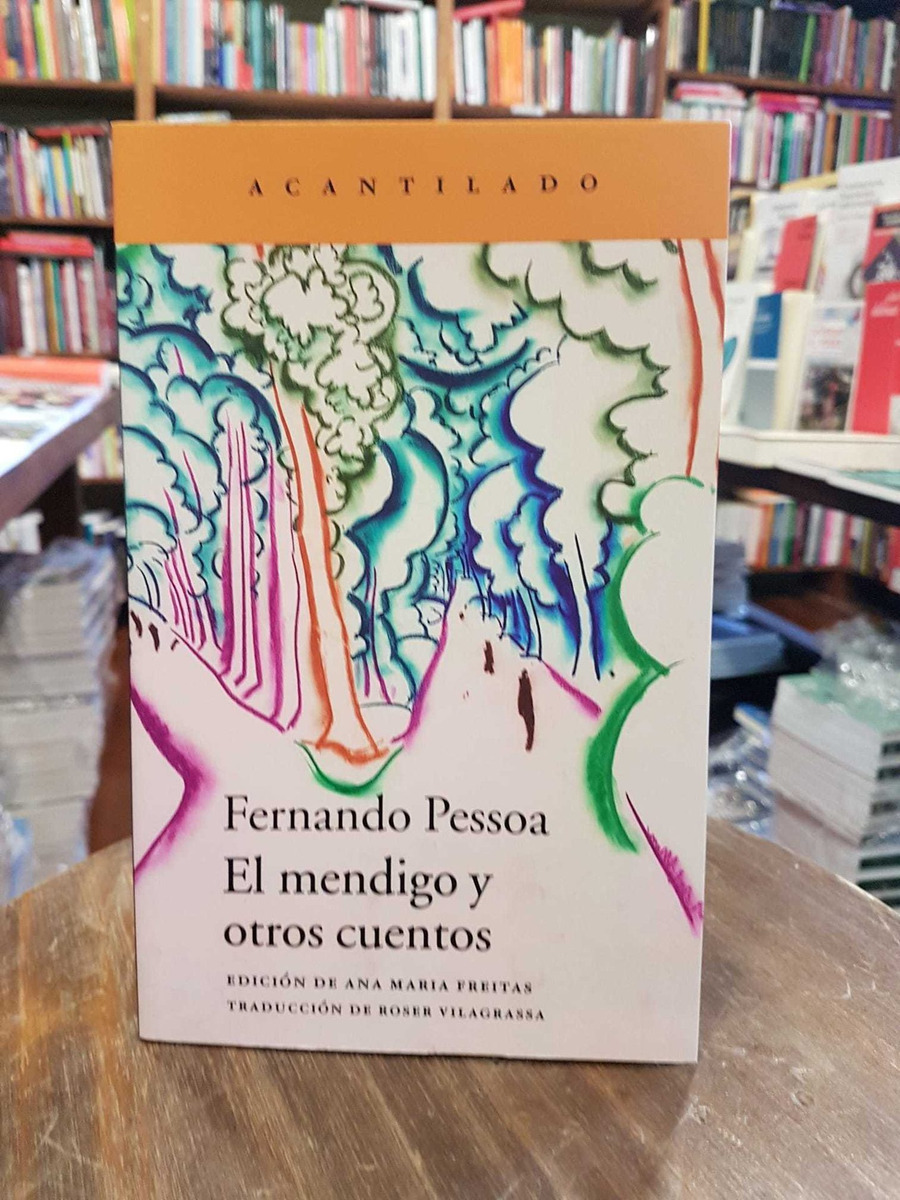 ACANTILADO
Fernando Pessoa
El mendigo y
otros cuentos
EDICIÓN DE ANA MARIA FREITAS
TRADUCCIÓN DE ROSER VILAGRASSA